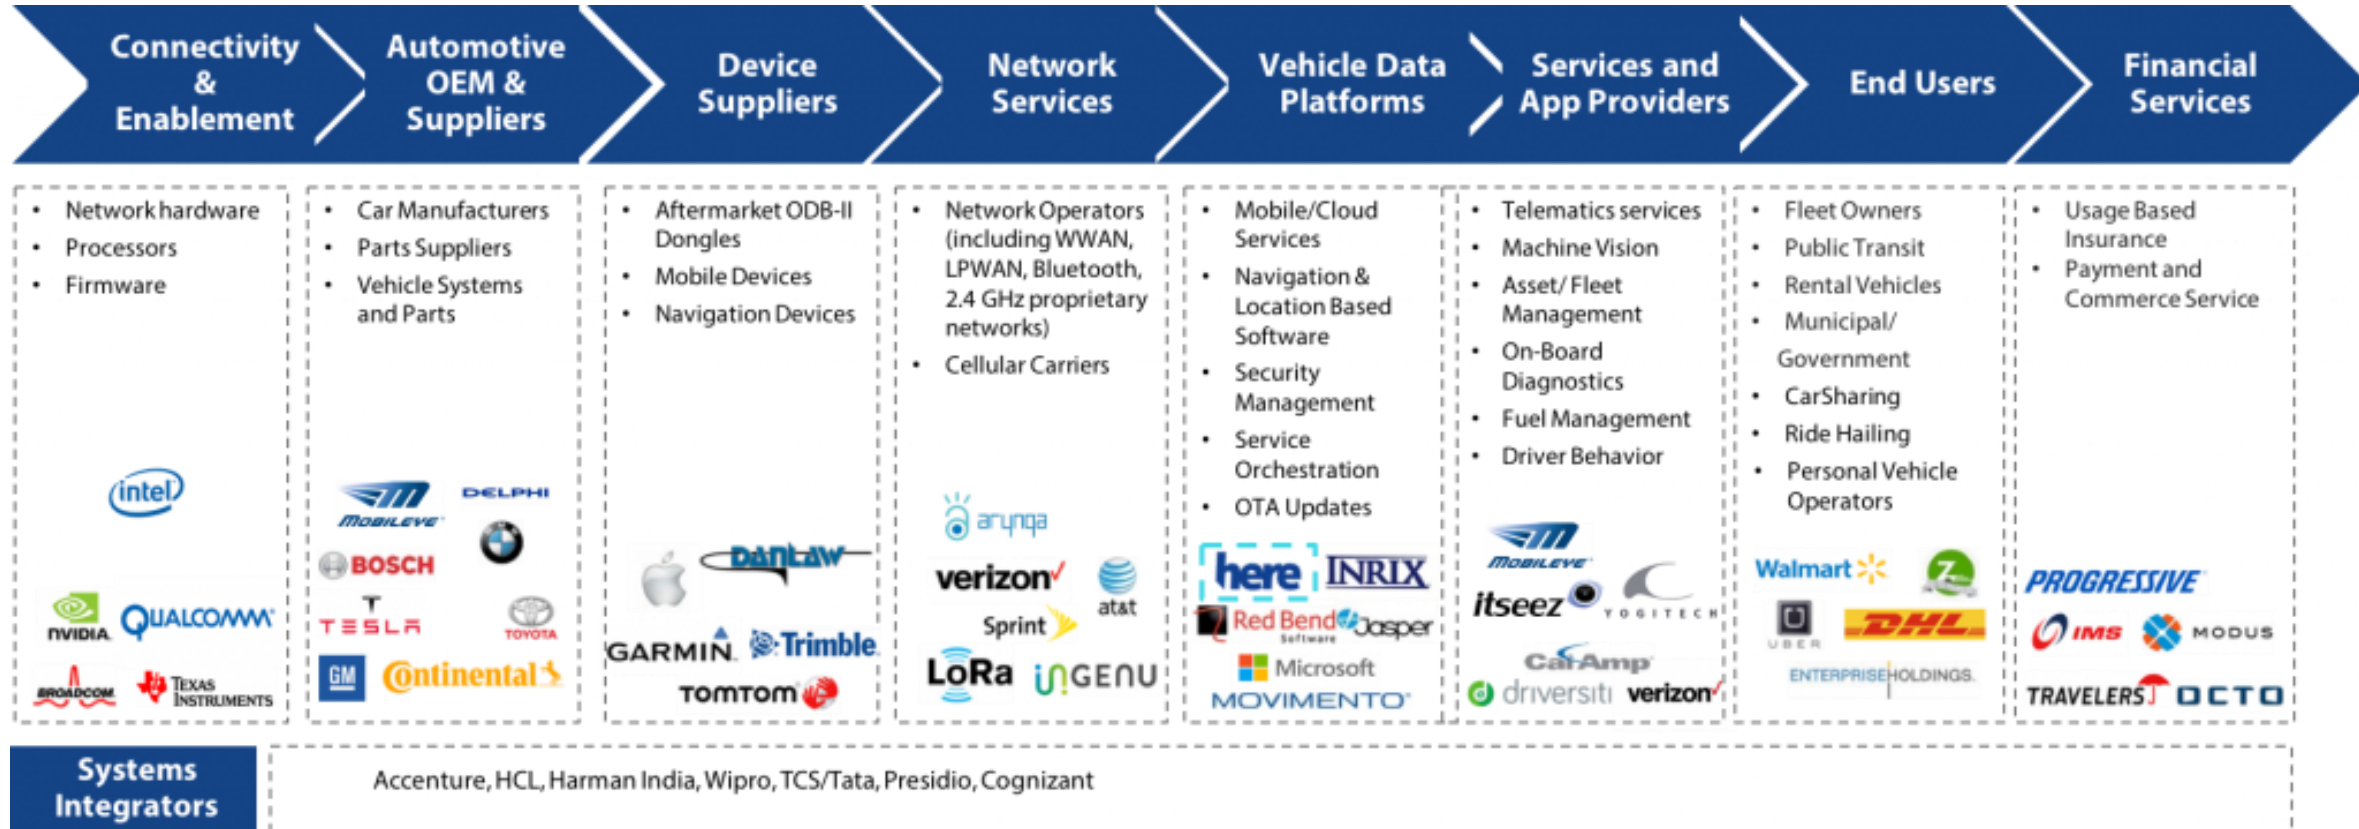 Connectivity
&
Enablement
Automotive
OEM &
Suppliers
Device
Suppliers
Network
Services
Vehicle Data
Platforms
Services and
App Providers
End Users
Financial
Services
• Network hardware
• Processors
• Firmware
intel
NVIDIA
QUALCOMM
BROADCOM
TEXAS
INSTRUMENTS
• Car Manufacturers
• Parts Suppliers
• Vehicle Systems
and Parts
MOBILEYE
DELPHI
BMW
BOSCH
TESLA
TOYOTA
GM
Continental
• Aftermarket ODB-II
Dongles
• Mobile Devices
• Navigation Devices
DANLAW
GARMIN
Trimble
TOMTOM
• Network Operators
(including WWAN,
LPWAN, Bluetooth,
2.4 GHz proprietary
networks)
• Cellular Carriers
arynga
verizon
at&t
Sprint
LoRa
INGENU
• Mobile/Cloud
Services
• Navigation &
Location Based
Software
• Security
Management
• Service
Orchestration
• OTA Updates
here
INRIX
Red Bend
Software
Jasper
Microsoft
MOVIMENTO
• Telematics services
• Machine Vision
• Asset/ Fleet
Management
• On-Board
Diagnostics
• Fuel Management
• Driver Behavior
MOBILEYE
itseez
YOGITECH
CalAmp
driversiti
verizon
• Fleet Owners
• Public Transit
• Rental Vehicles
• Municipal/
Government
• CarSharing
• Ride Hailing
• Personal Vehicle
Operators
Walmart
Z
U
UBER
DHL
ENTERPRISE HOLDINGS.
• Usage Based
Insurance
• Payment and
Commerce Service
PROGRESSIVE
IMS
MODUS
TRAVELERS
OCTO
Systems
Integrators
Accenture, HCL, Harman India, Wipro, TCS/Tata, Presidio, Cognizant